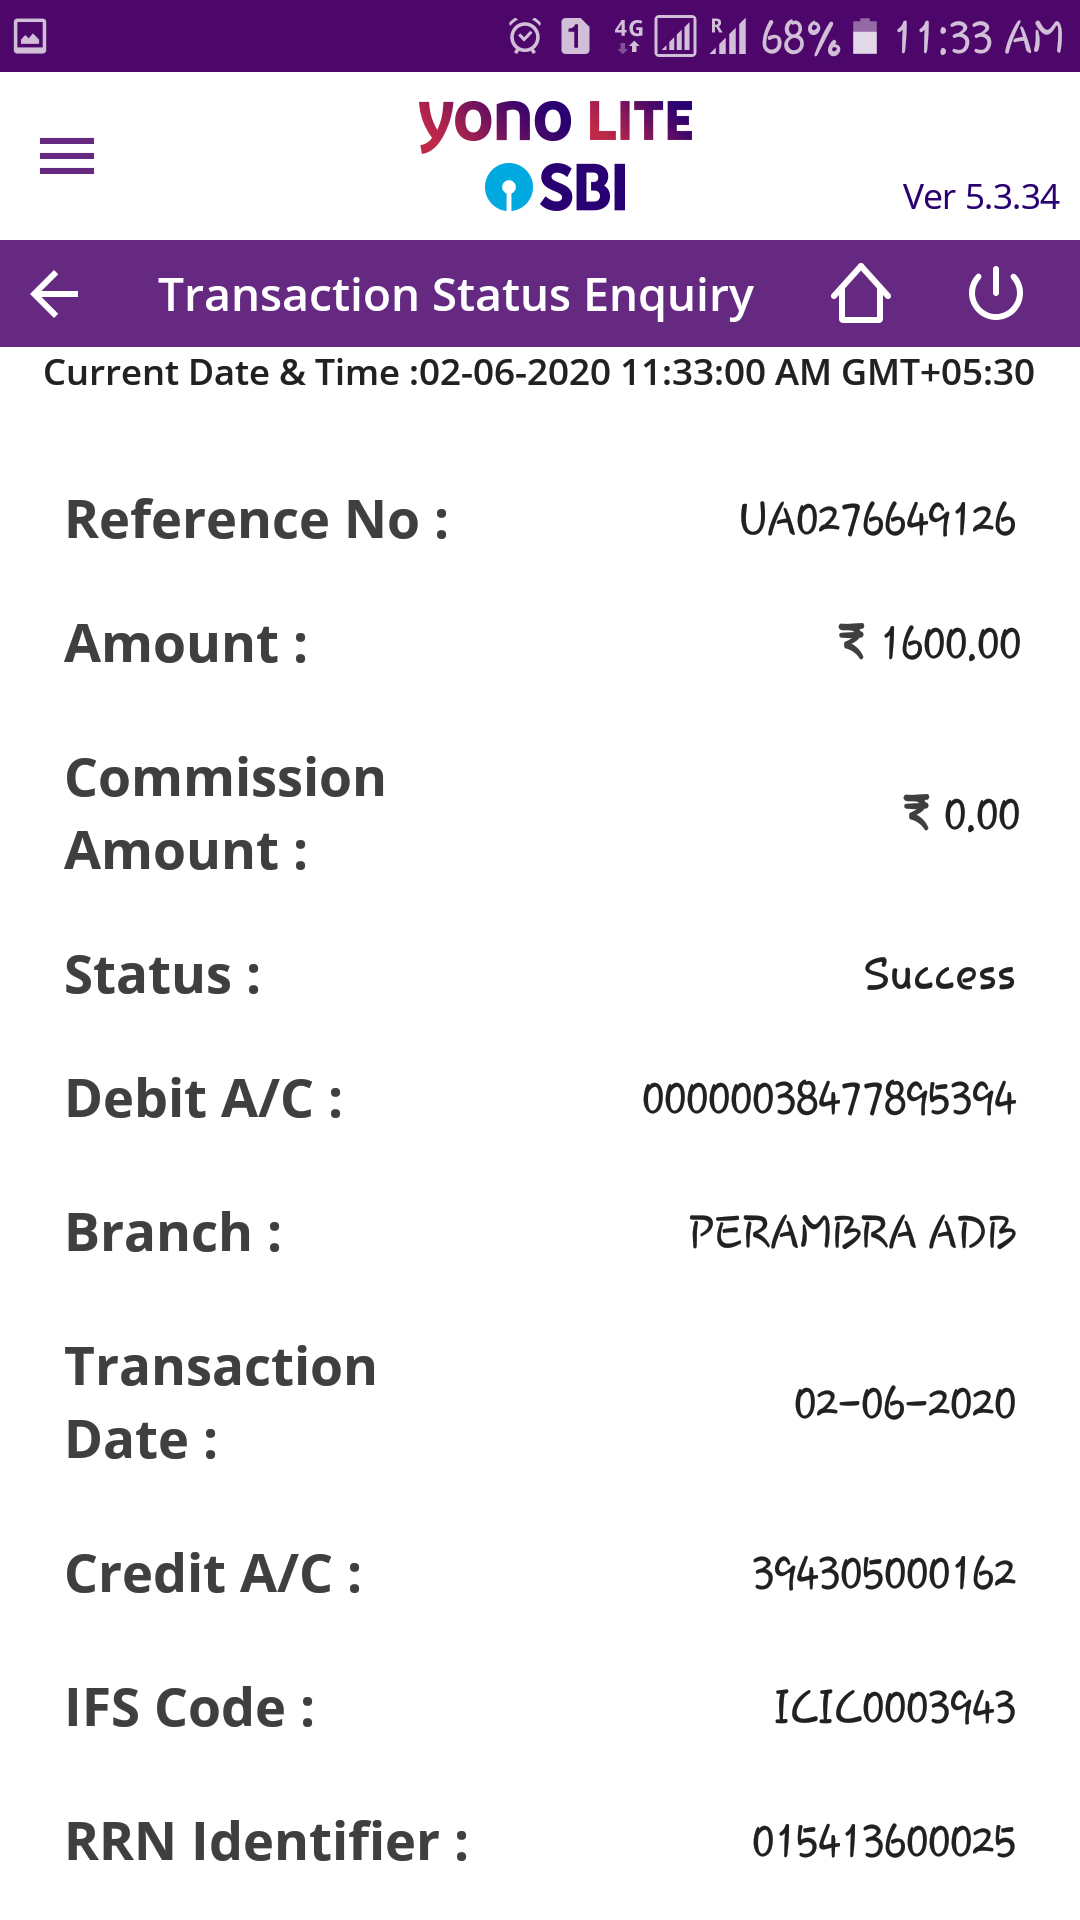 4G R 68% 11:33 AM
yono LITE
SBI
Ver 5.3.34
Transaction Status Enquiry
Current Date & Time :02-06-2020 11:33:00 AM GMT+05:30
Reference No : UA0276649126
Amount : ₹ 1600.00
Commission
Amount : ₹ 0.00
Status : Success
Debit A/C : 00000038477895394
Branch : PERAMBRA ADB
Transaction
Date : 02-06-2020
Credit A/C : 394305000162
IFS Code : ICIC0003943
RRN Identifier : 015413600025